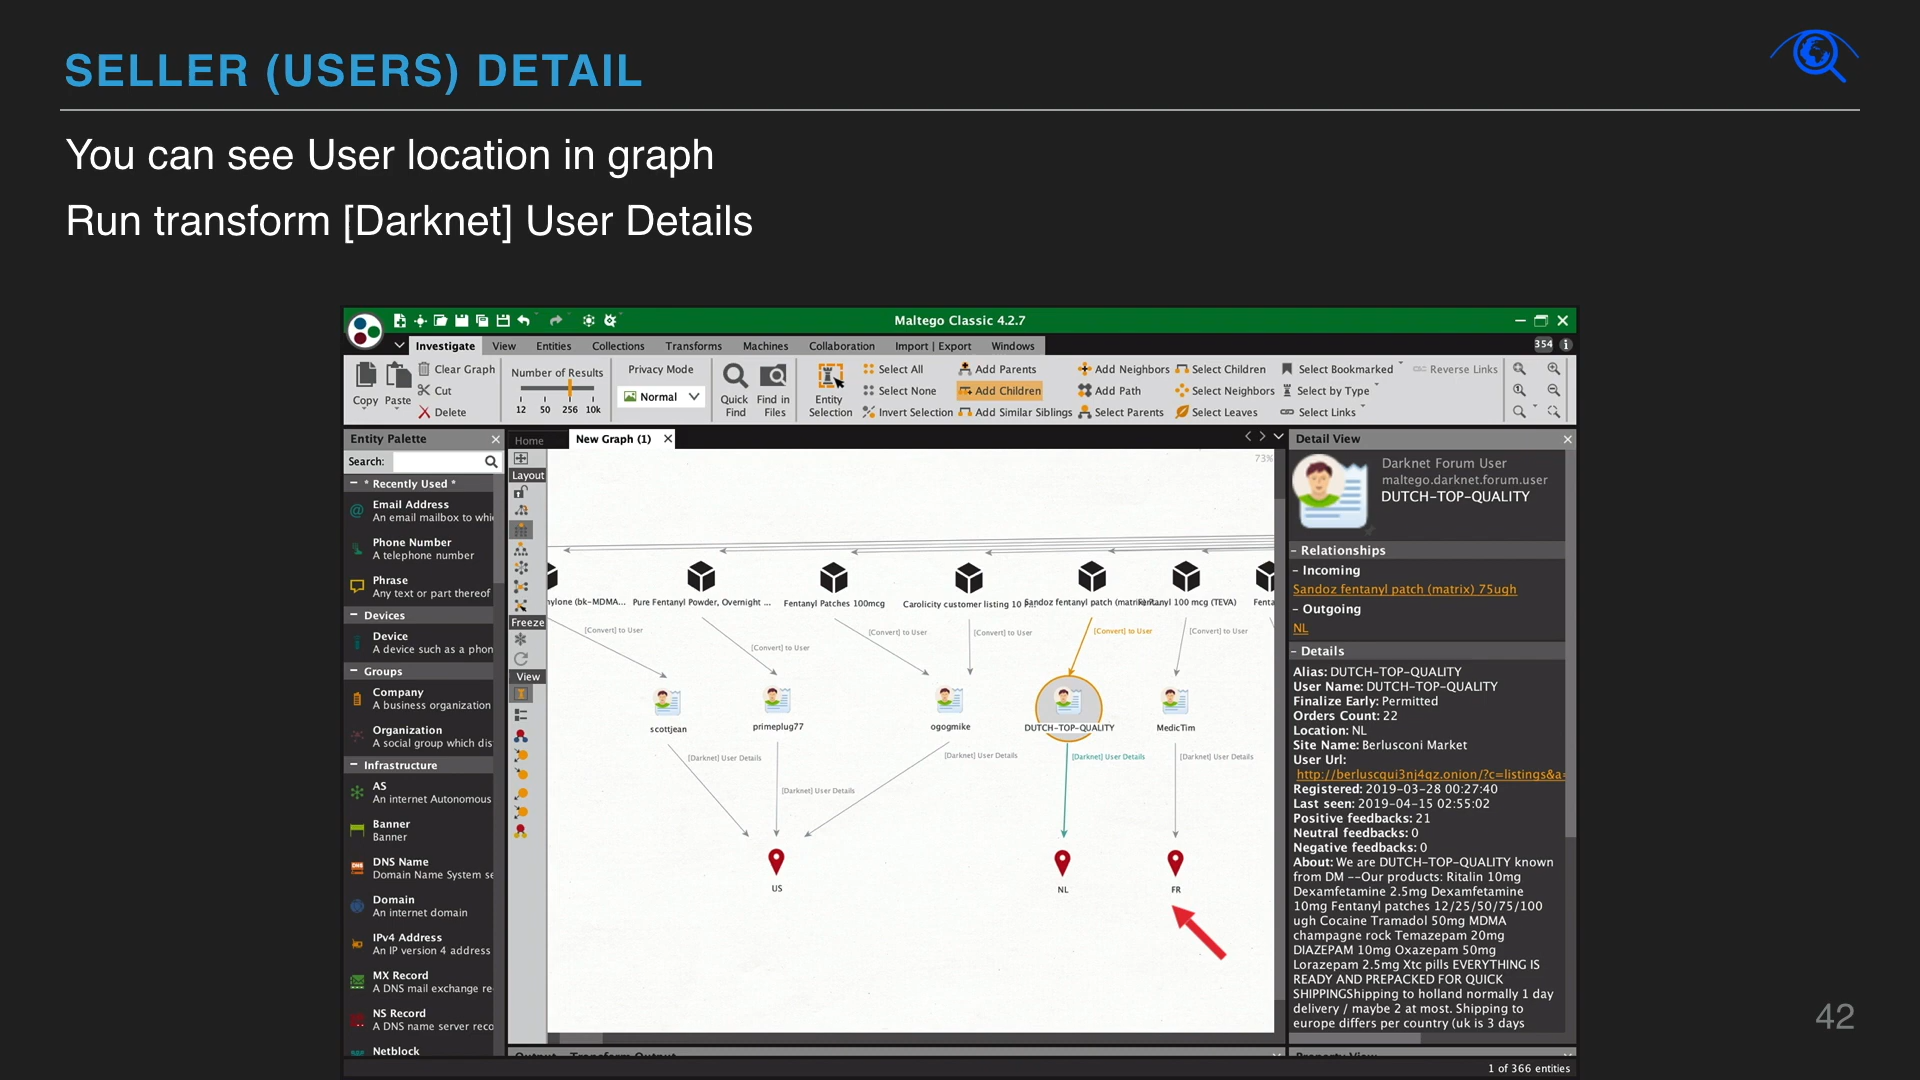 SELLER (USERS) DETAIL
You can see User location in graph
Run transform [Darknet] User Details
Maltego Classic 4.2.7
Investigate View Entities Collections Transforms Machines Collaboration Import | Export Windows
354
Copy
Paste
Clear Graph
Cut
Delete
Number of Results
12 50 256 10k
Privacy Mode
Normal
Quick
Find
Find in
Files
Entity
Selection
Select All
Select None
Invert Selection
Add Parents
Add Children
Add Similar Siblings
Add Neighbors
Add Path
Select Parents
Select Children
Select Neighbors
Select Leaves
Select Bookmarked
Select by Type
Select Links
Reverse Links
Entity Palette
Search:
* Recently Used *
Email Address
An email mailbox to whi
Phone Number
A telephone number
Phrase
Any text or part thereof
Devices
Device
A device such as a phon
Groups
Company
A business organization
Organization
A social group which dis
Infrastructure
AS
An internet Autonomous
Banner
Banner
DNS Name
Domain Name System se
Domain
An internet domain
IPv4 Address
An IP version 4 address
MX Record
A DNS mail exchange re
NS Record
A DNS name server reco
Netblock
Home
New Graph (1)
Layout
Freeze
View
73%
ylone (bk-MDMA...
Pure Fentanyl Powder, Overnight ...
Fentanyl Patches 100mcg
Carolicity customer listing 10
Sandoz fentanyl patch (matrix)
100 mcg (TEVA)
Fenta
[Convert] to User
[Convert] to User
[Convert] to User
[Convert] to User
[Convert] to User
[Convert] to User
scottjean
primeplug77
ogogmike
DUTCH-TOP-QUALITY
MedicTim
[Darknet] User Details
[Darknet] User Details
[Darknet] User Details
[Darknet] User Details
[Darknet] User Details
US
NL
FR
Detail View
Darknet Forum User
maltego.darknet.forum.user
DUTCH-TOP-QUALITY
Relationships
Incoming
Sandoz fentanyl patch (matrix) 75ugh
Outgoing
NL
Details
Alias: DUTCH-TOP-QUALITY
User Name: DUTCH-TOP-QUALITY
Finalize Early: Permitted
Orders Count: 22
Location: NL
Site Name: Berlusconi Market
User Url:
http://berluscqui3nj4qz.onion/?c=listings&a=
Registered: 2019-03-28 00:27:40
Last seen: 2019-04-15 02:55:02
Positive feedbacks: 21
Neutral feedbacks: 0
Negative feedbacks: 0
About: We are DUTCH-TOP-QUALITY known
from DM --Our products: Ritalin 10mg
Dexamfetamine 2.5mg Dexamfetamine
10mg Fentanyl patches 12/25/50/75/100
ugh Cocaine Tramadol 50mg MDMA
champagne rock Temazepam 20mg
DIAZEPAM 10mg Oxazepam 50mg
Lorazepam 2.5mg Xtc pills EVERYTHING IS
READY AND PREPACKED FOR QUICK
SHIPPINGShipping to holland normally 1 day
delivery / maybe 2 at most. Shipping to
europe differs per country (uk is 3 days
1 of 366 entities
42